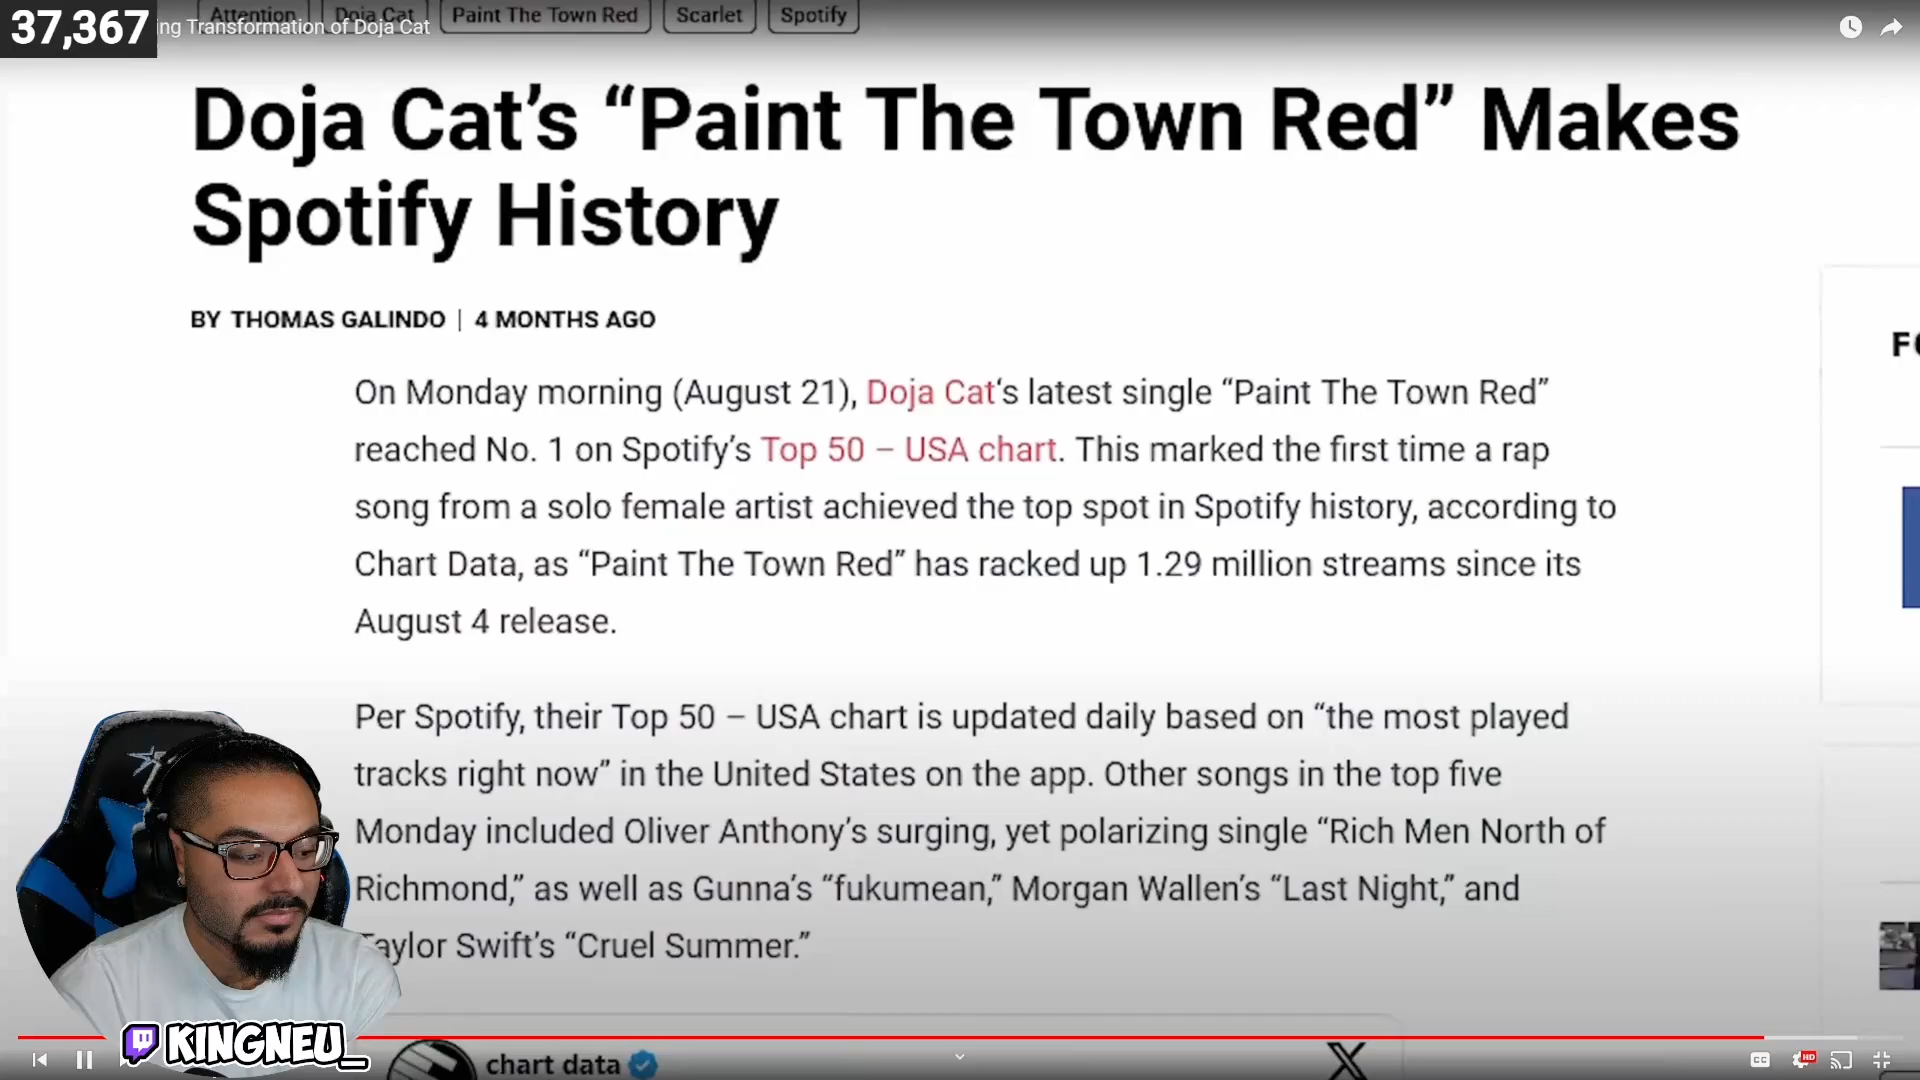 Attention Doja Cat Paint The Town Red Scarlet Spotify
37,367 ing Transformation of Doja Cat
Doja Cat’s “Paint The Town Red” Makes
Spotify History
BY THOMAS GALINDO | 4 MONTHS AGO
On Monday morning (August 21), Doja Cat‘s latest single “Paint The Town Red”
reached No. 1 on Spotify’s Top 50 – USA chart. This marked the first time a rap
song from a solo female artist achieved the top spot in Spotify history, according to
Chart Data, as “Paint The Town Red” has racked up 1.29 million streams since its
August 4 release.
Per Spotify, their Top 50 – USA chart is updated daily based on “the most played
tracks right now” in the United States on the app. Other songs in the top five
Monday included Oliver Anthony’s surging, yet polarizing single “Rich Men North of
Richmond,” as well as Gunna‘s “fukumean,” Morgan Wallen’s “Last Night,” and
Taylor Swift’s “Cruel Summer.”
KINGNEU_
chart data
CC HD